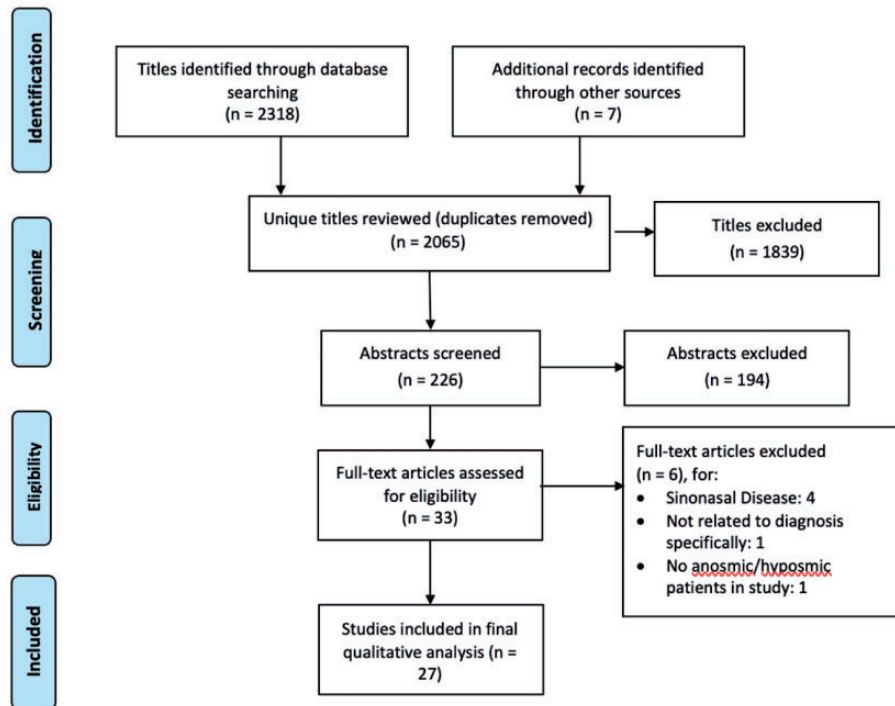 Identification
Titles identified through database
searching
(n = 2318)
Additional records identified
through other sources
(n = 7)
Unique titles reviewed (duplicates removed)
(n = 2065)
Titles excluded
(n = 1839)
Screening
Abstracts screened
(n = 226)
Abstracts excluded
(n = 194)
Eligibility
Full-text articles assessed
for eligibility
(n = 33)
Full-text articles excluded
(n = 6), for:
• Sinonasal Disease: 4
• Not related to diagnosis
specifically: 1
• No anosmic/hyposmic
patients in study: 1
Included
Studies included in final
qualitative analysis (n =
27)